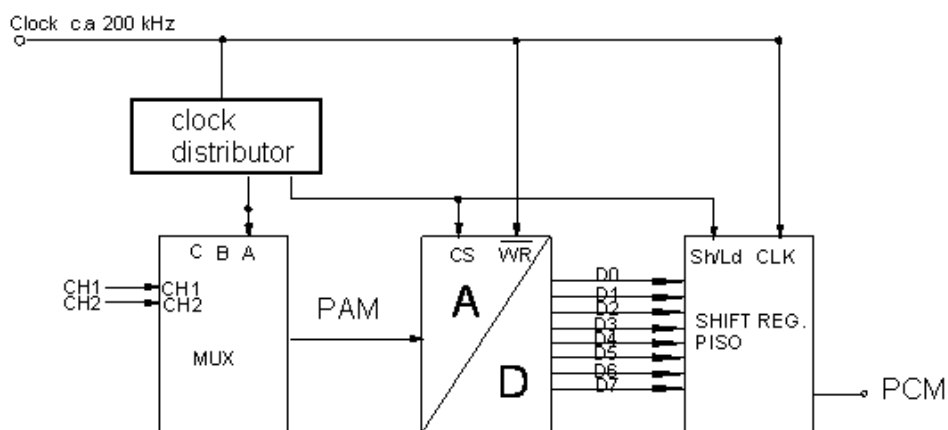 Clock c.a 200 kHz
clock
distributor
C B A
CS WR
Sh/Ld CLK
CH1 CH1
CH2 CH2
PAM
MUX
A
D
D0
D1
D2
D3
D4
D5
D6
D7
SHIFT REG.
PISO
PCM